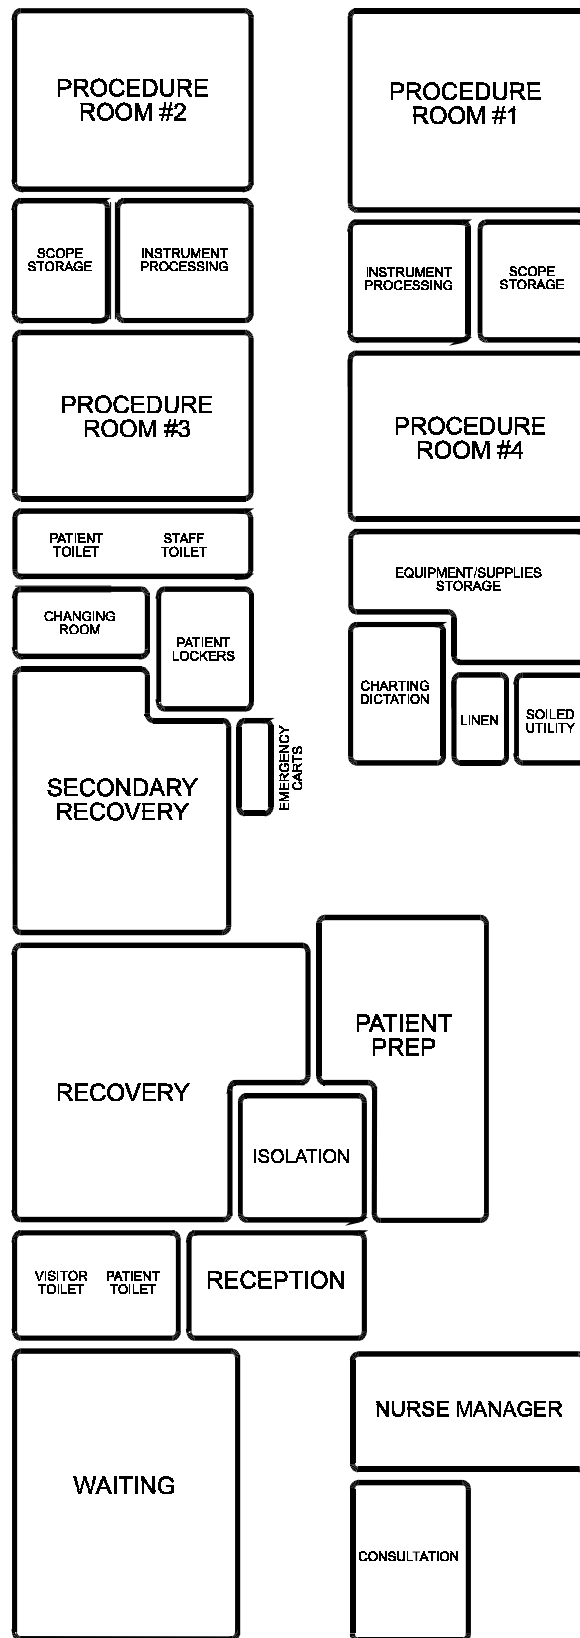 PROCEDURE
ROOM #2
PROCEDURE
ROOM #1
SCOPE
STORAGE
INSTRUMENT
PROCESSING
INSTRUMENT
PROCESSING
SCOPE
STORAGE
PROCEDURE
ROOM #3
PROCEDURE
ROOM #4
PATIENT
TOILET
STAFF
TOILET
EQUIPMENT/SUPPLIES
STORAGE
CHANGING
ROOM
PATIENT
LOCKERS
CHARTING
DICTATION
LINEN
SOILED
UTILITY
SECONDARY
RECOVERY
EMERGENCY
CARTS
PATIENT
PREP
RECOVERY
ISOLATION
VISITOR
TOILET
PATIENT
TOILET
RECEPTION
NURSE MANAGER
WAITING
CONSULTATION